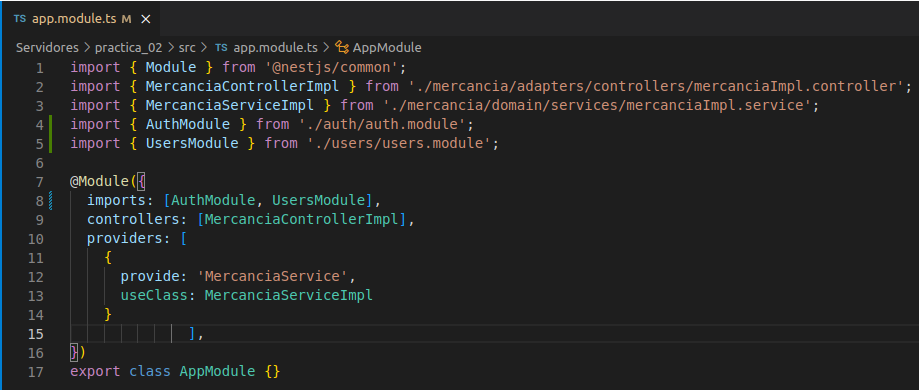 TS app.module.ts M ×
Servidores > practica_02 > src > TS app.module.ts > AppModule
1 import { Module } from '@nestjs/common';
2 import { MercanciaControllerImpl } from './mercancia/adapters/controllers/mercanciaImpl.controller';
3 import { MercanciaServiceImpl } from './mercancia/domain/services/mercanciaImpl.service';
4 import { AuthModule } from './auth/auth.module';
5 import { UsersModule } from './users/users.module';
6
7 @Module({
8   imports: [AuthModule, UsersModule],
9   controllers: [MercanciaControllerImpl],
10   providers: [
11     {
12       provide: 'MercanciaService',
13       useClass: MercanciaServiceImpl
14     }
15               ],
16 })
17 export class AppModule {}